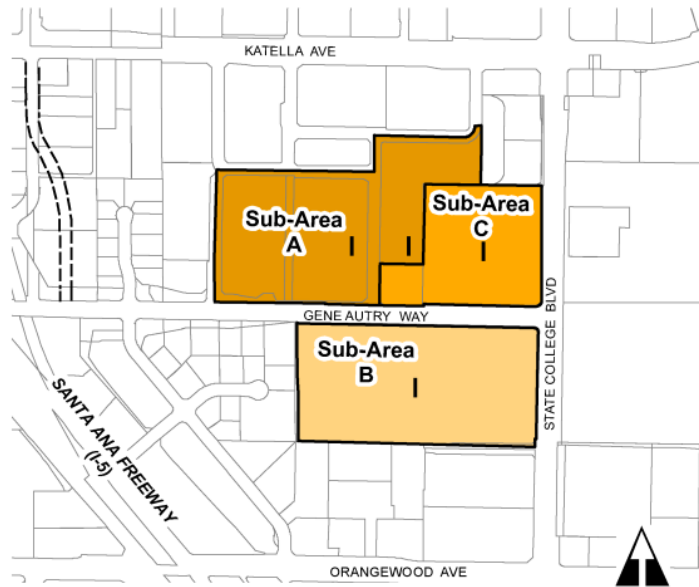 KATELLA AVE
Sub-Area
A
I
I
Sub-Area
C
I
GENE AUTRY WAY
STATE COLLEGE BLVD
Sub-Area
B
I
SANTA ANA FREEWAY
(I-5)
ORANGEWOOD AVE